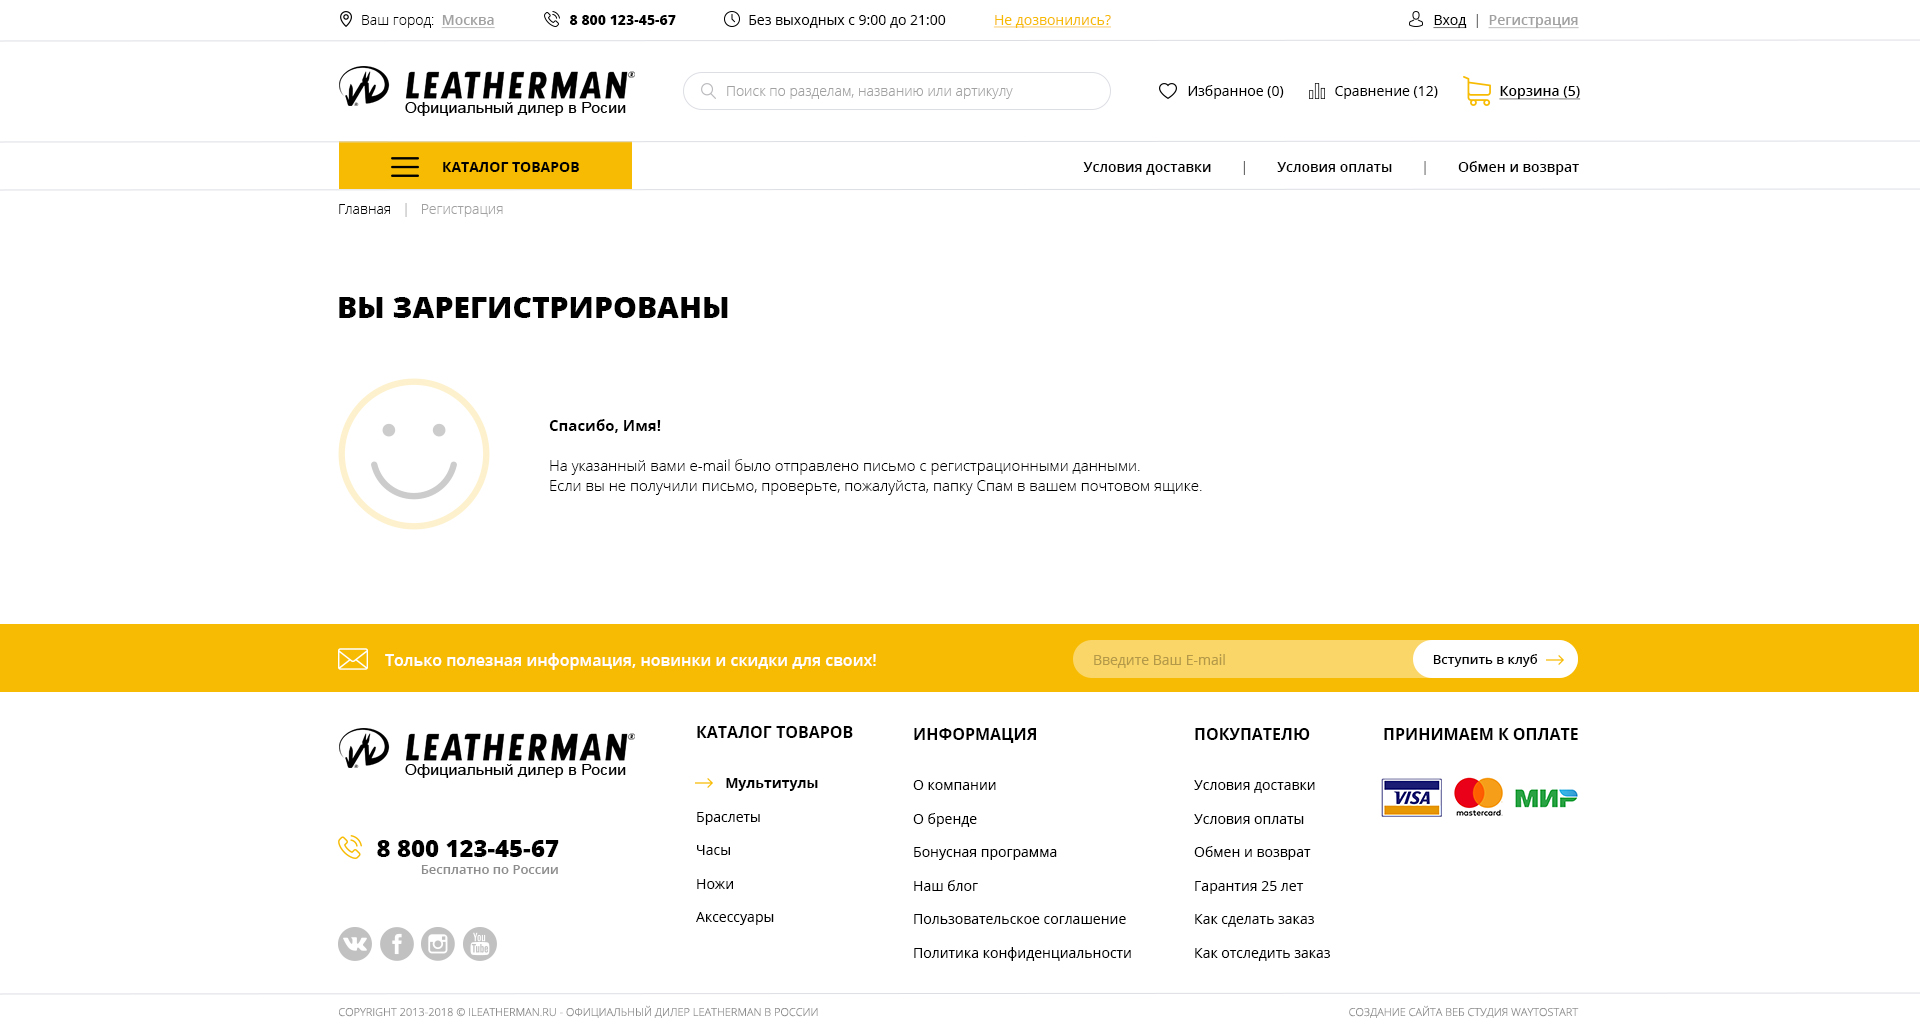 Ваш город: Москва
8 800 123-45-67
Без выходных с 9:00 до 21:00
Не дозвонились?
Вход | Регистрация
LEATHERMAN®
Официальный дилер в Росии
Поиск по разделам, названию или артикулу
Избранное (0)
Сравнение (12)
Корзина (5)
КАТАЛОГ ТОВАРОВ
Условия доставки | Условия оплаты | Обмен и возврат
Главная | Регистрация
ВЫ ЗАРЕГИСТРИРОВАНЫ
Спасибо, Имя!
На указанный вами e-mail было отправлено письмо с регистрационными данными.
Если вы не получили письмо, проверьте, пожалуйста, папку Спам в вашем почтовом ящике.
Только полезная информация, новинки и скидки для своих!
Введите Ваш E-mail
Вступить в клуб
LEATHERMAN®
Официальный дилер в Росии
8 800 123-45-67
Бесплатно по России
You
Tube
КАТАЛОГ ТОВАРОВ
Мультитулы
Браслеты
Часы
Ножи
Аксессуары
ИНФОРМАЦИЯ
О компании
О бренде
Бонусная программа
Наш блог
Пользовательское соглашение
Политика конфиденциальности
ПОКУПАТЕЛЮ
Условия доставки
Условия оплаты
Обмен и возврат
Гарантия 25 лет
Как сделать заказ
Как отследить заказ
ПРИНИМАЕМ К ОПЛАТЕ
VISA
mastercard
МИР
COPYRIGHT 2013-2018 © ILEATHERMAN.RU - ОФИЦИАЛЬНЫЙ ДИЛЕР LEATHERMAN В РОССИИ
СОЗДАНИЕ САЙТА ВЕБ СТУДИЯ WAYTOSTART